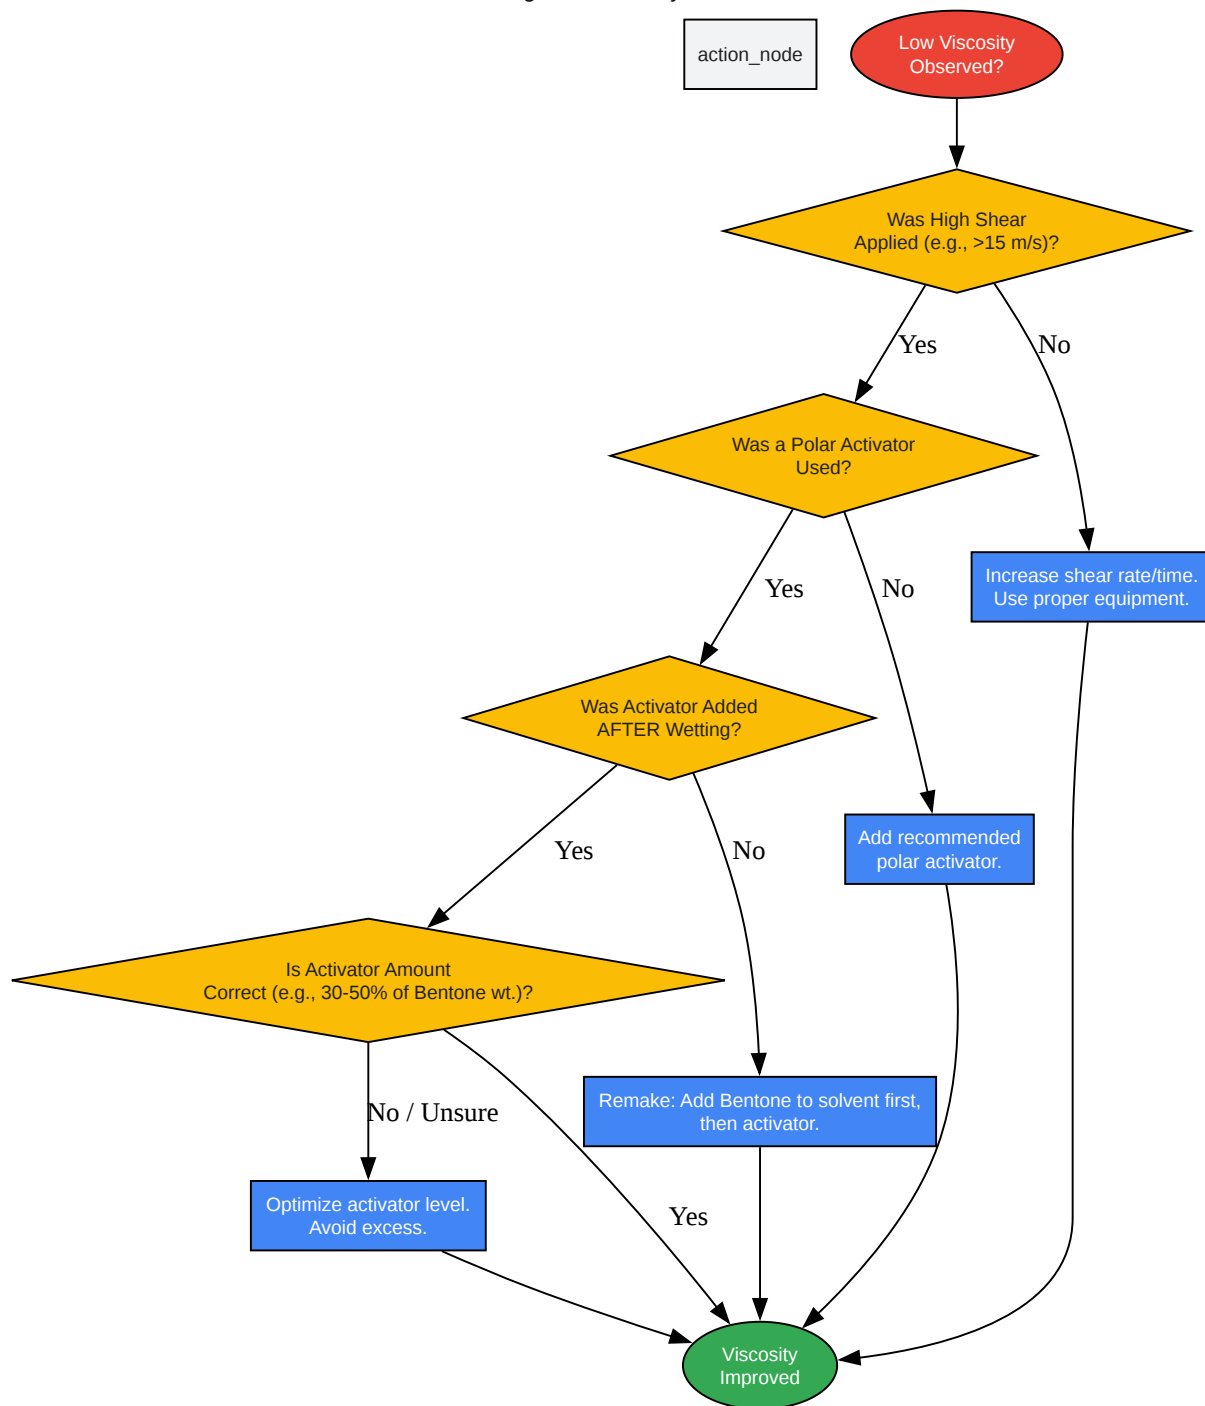 action_node
Low Viscosity
Observed?
Was High Shear
Applied (e.g., >15 m/s)?
Yes
No
Was a Polar Activator
Used?
Increase shear rate/time.
Use proper equipment.
Yes
No
Was Activator Added
AFTER Wetting?
Add recommended
polar activator.
Yes
No
Is Activator Amount
Correct (e.g., 30-50% of Bentone wt.)?
Remake: Add Bentone to solvent first,
then activator.
No / Unsure
Optimize activator level.
Avoid excess.
Yes
Viscosity
Improved